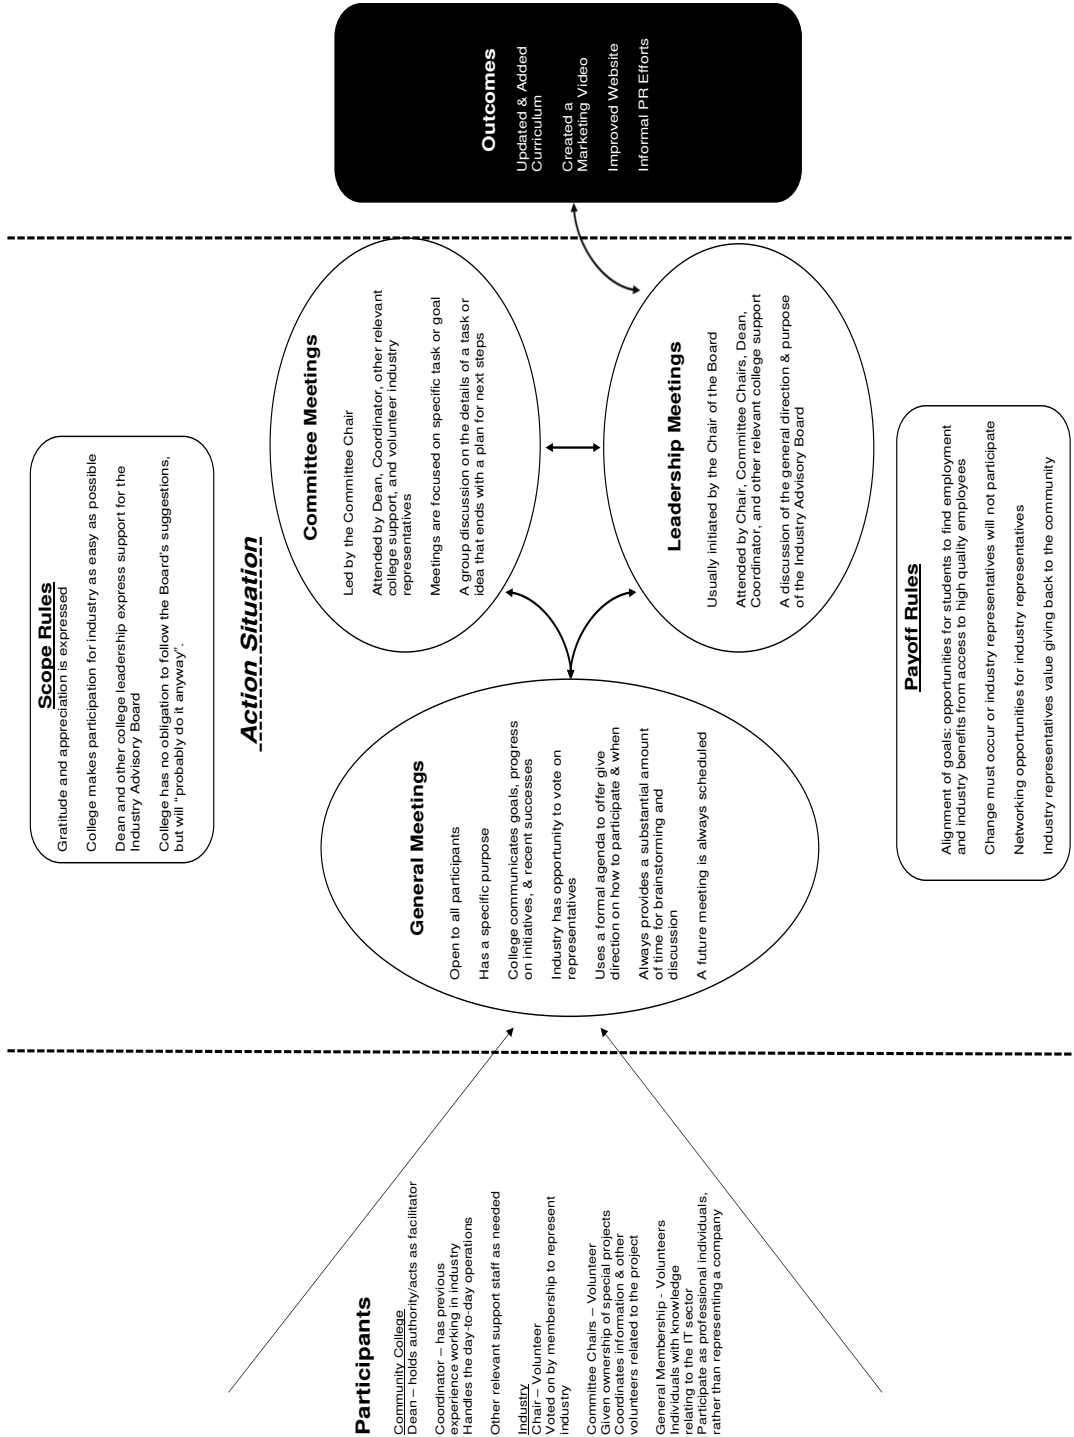 Participants
Community College
Dean – holds authority/acts as facilitator
Coordinator – has previous
experience working in industry
Handles the day-to-day operations
Other relevant support staff as needed
Industry
Chair – Volunteer
Voted on by membership to represent
industry
Committee Chairs – Volunteer
Given ownership of special projects
Coordinates information & other
volunteers related to the project
General Membership - Volunteers
Individuals with knowledge
relating to the IT sector
Participate as professional individuals,
rather than representing a company
Scope Rules
Gratitude and appreciation is expressed
College makes participation for industry as easy as possible
Dean and other college leadership express support for the
Industry Advisory Board
College has no obligation to follow the Board's suggestions,
but will “probably do it anyway”.
Action Situation
General Meetings
Open to all participants
Has a specific purpose
College communicates goals, progress
on initiatives, & recent successes
Industry has opportunity to vote on
representatives
Uses a formal agenda to offer give
direction on how to participate & when
Always provides a substantial amount
of time for brainstorming and
discussion
A future meeting is always scheduled
Committee Meetings
Led by the Committee Chair
Attended by Dean, Coordinator, other relevant
college support, and volunteer industry
representatives
Meetings are focused on specific task or goal
A group discussion on the details of a task or
idea that ends with a plan for next steps
Leadership Meetings
Usually initiated by the Chair of the Board
Attended by Chair, Committee Chairs, Dean,
Coordinator, and other relevant college support
A discussion of the general direction & purpose
of the Industry Advisory Board
Payoff Rules
Alignment of goals: opportunities for students to find employment
and industry benefits from access to high quality employees
Change must occur or industry representatives will not participate
Networking opportunities for industry representatives
Industry representatives value giving back to the community
Outcomes
Updated & Added
Curriculum
Created a
Marketing Video
Improved Website
Informal PR Efforts